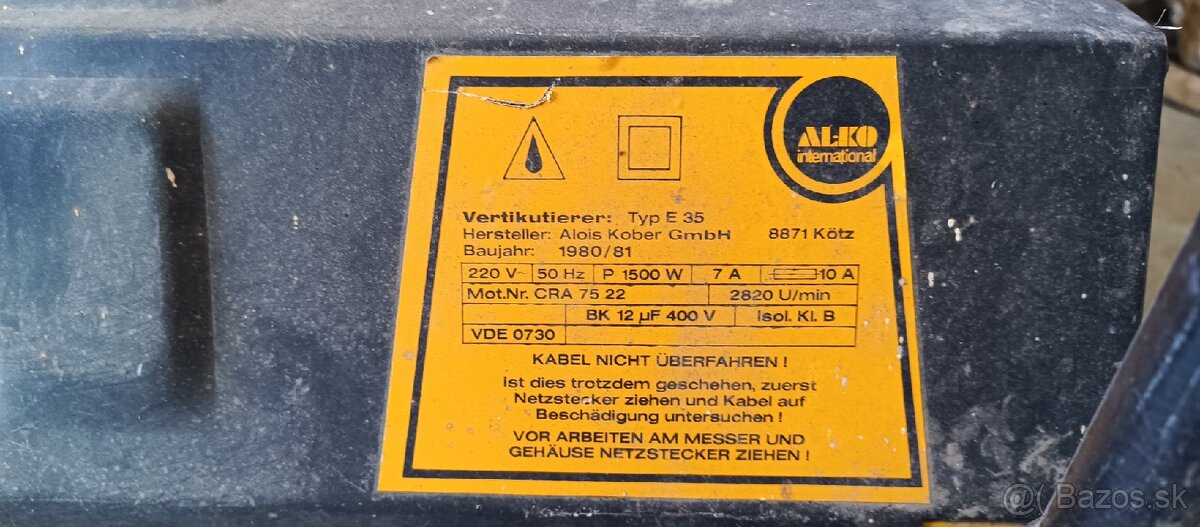 AL-KO
international
Vertikutierer: Typ E 35
Hersteller: Alois Kober GmbH 8871 Kötz
Baujahr: 1980/81
220 V~ 50 Hz P 1500 W 7 A 10 A
Mot.Nr. CRA 75 22 2820 U/min
BK 12 µF 400 V Isol. Kl. B
VDE 0730
KABEL NICHT ÜBERFAHREN !
Ist dies trotzdem geschehen, zuerst
Netzstecker ziehen und Kabel auf
Beschädigung untersuchen !
VOR ARBEITEN AM MESSER UND
GEHÄUSE NETZSTECKER ZIEHEN !
Bazos.sk